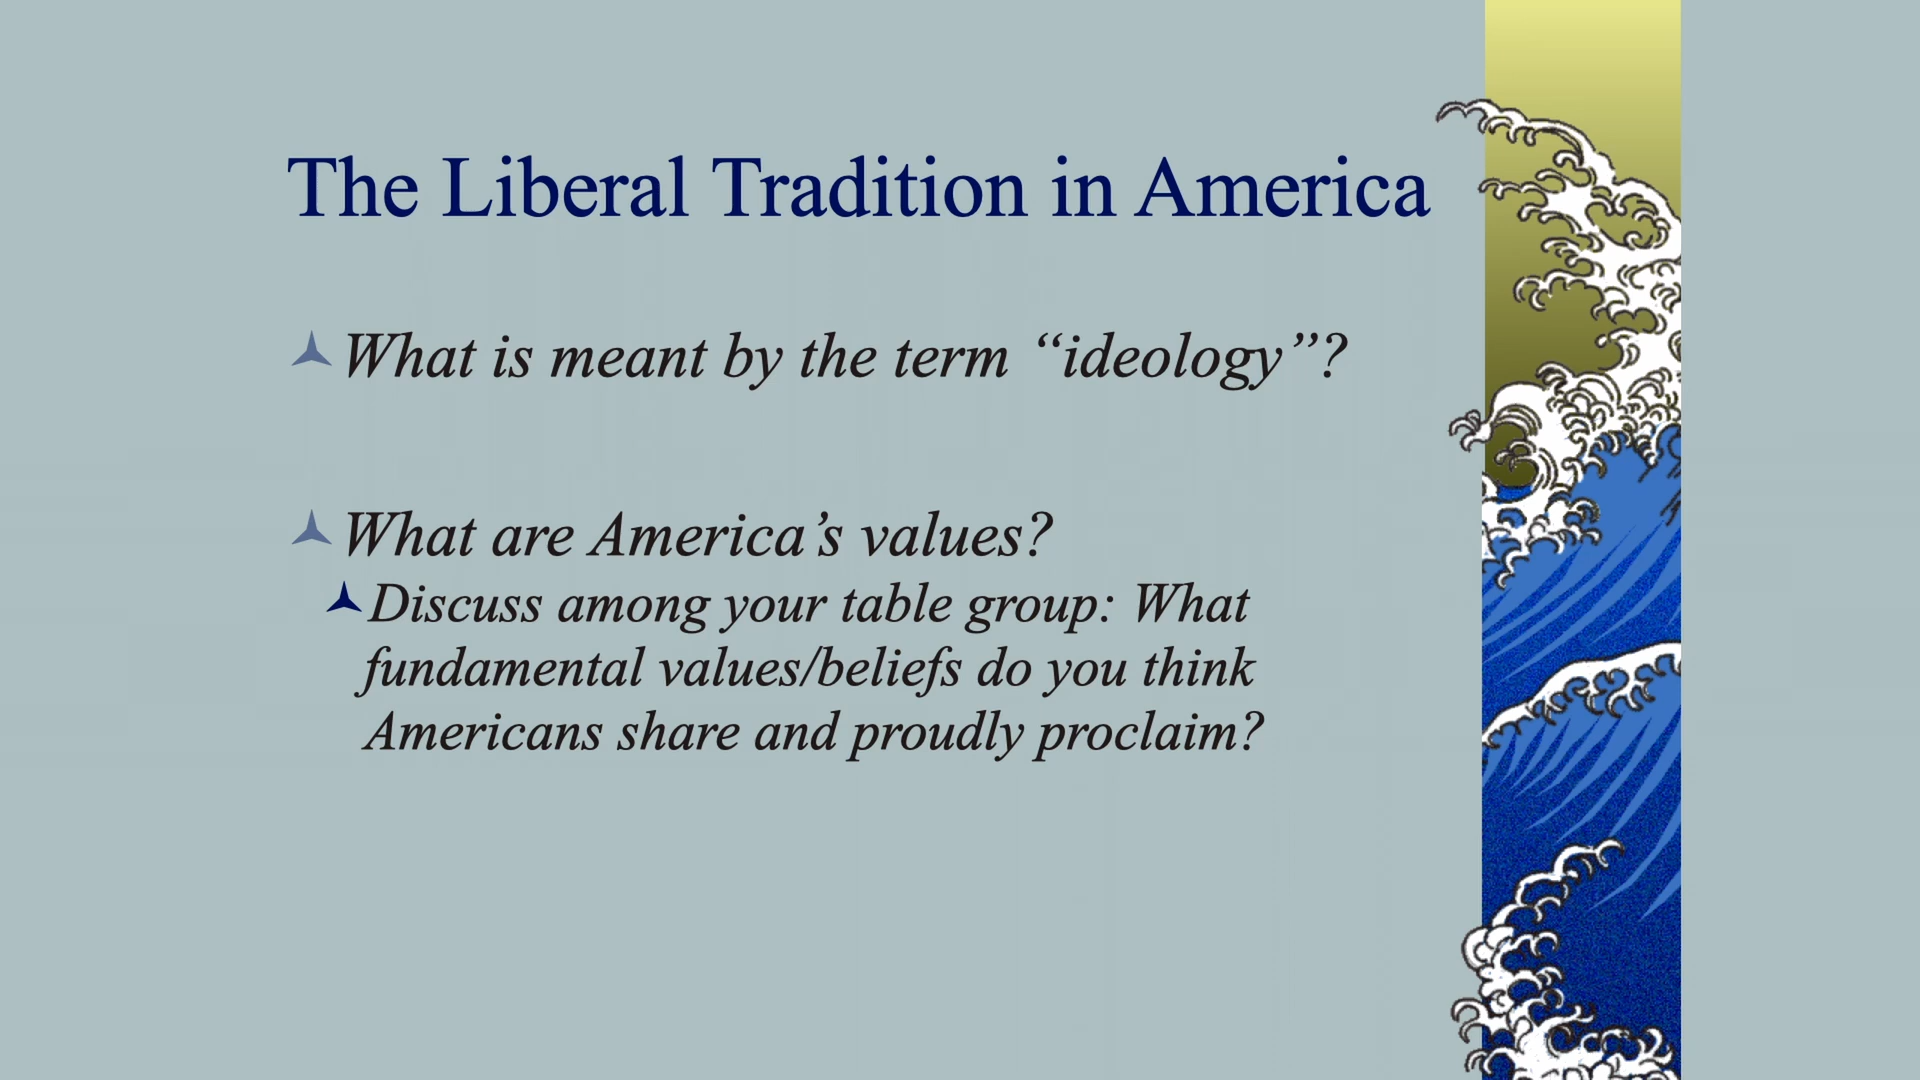 The Liberal Tradition in America
What is meant by the term “ideology”?
What are America’s values?
Discuss among your table group: What
fundamental values/beliefs do you think
Americans share and proudly proclaim?